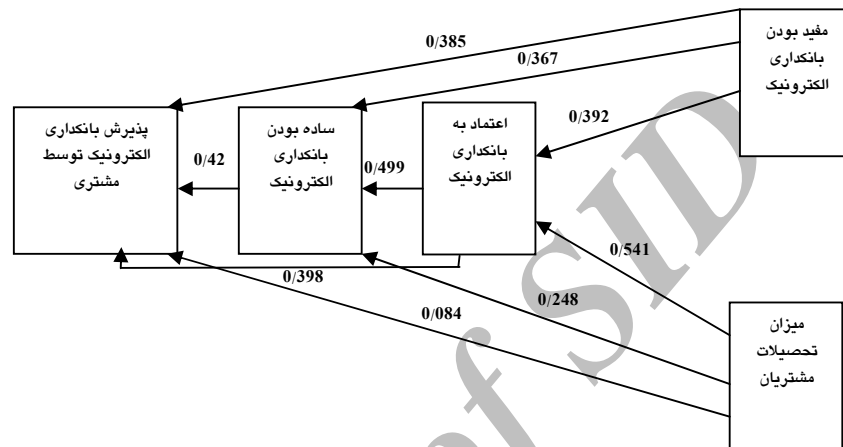 مفید بودن
بانکداری
الکترونیک
0/385
0/367
0/392
پذیرش بانکداری
الکترونیک توسط
مشتری
0/42
ساده بودن
بانکداری
الکترونیک
0/499
اعتماد به
بانکداری
الکترونیک
0/541
0/398
0/248
0/084
میزان
تحصیلات
مشتریان
of SID